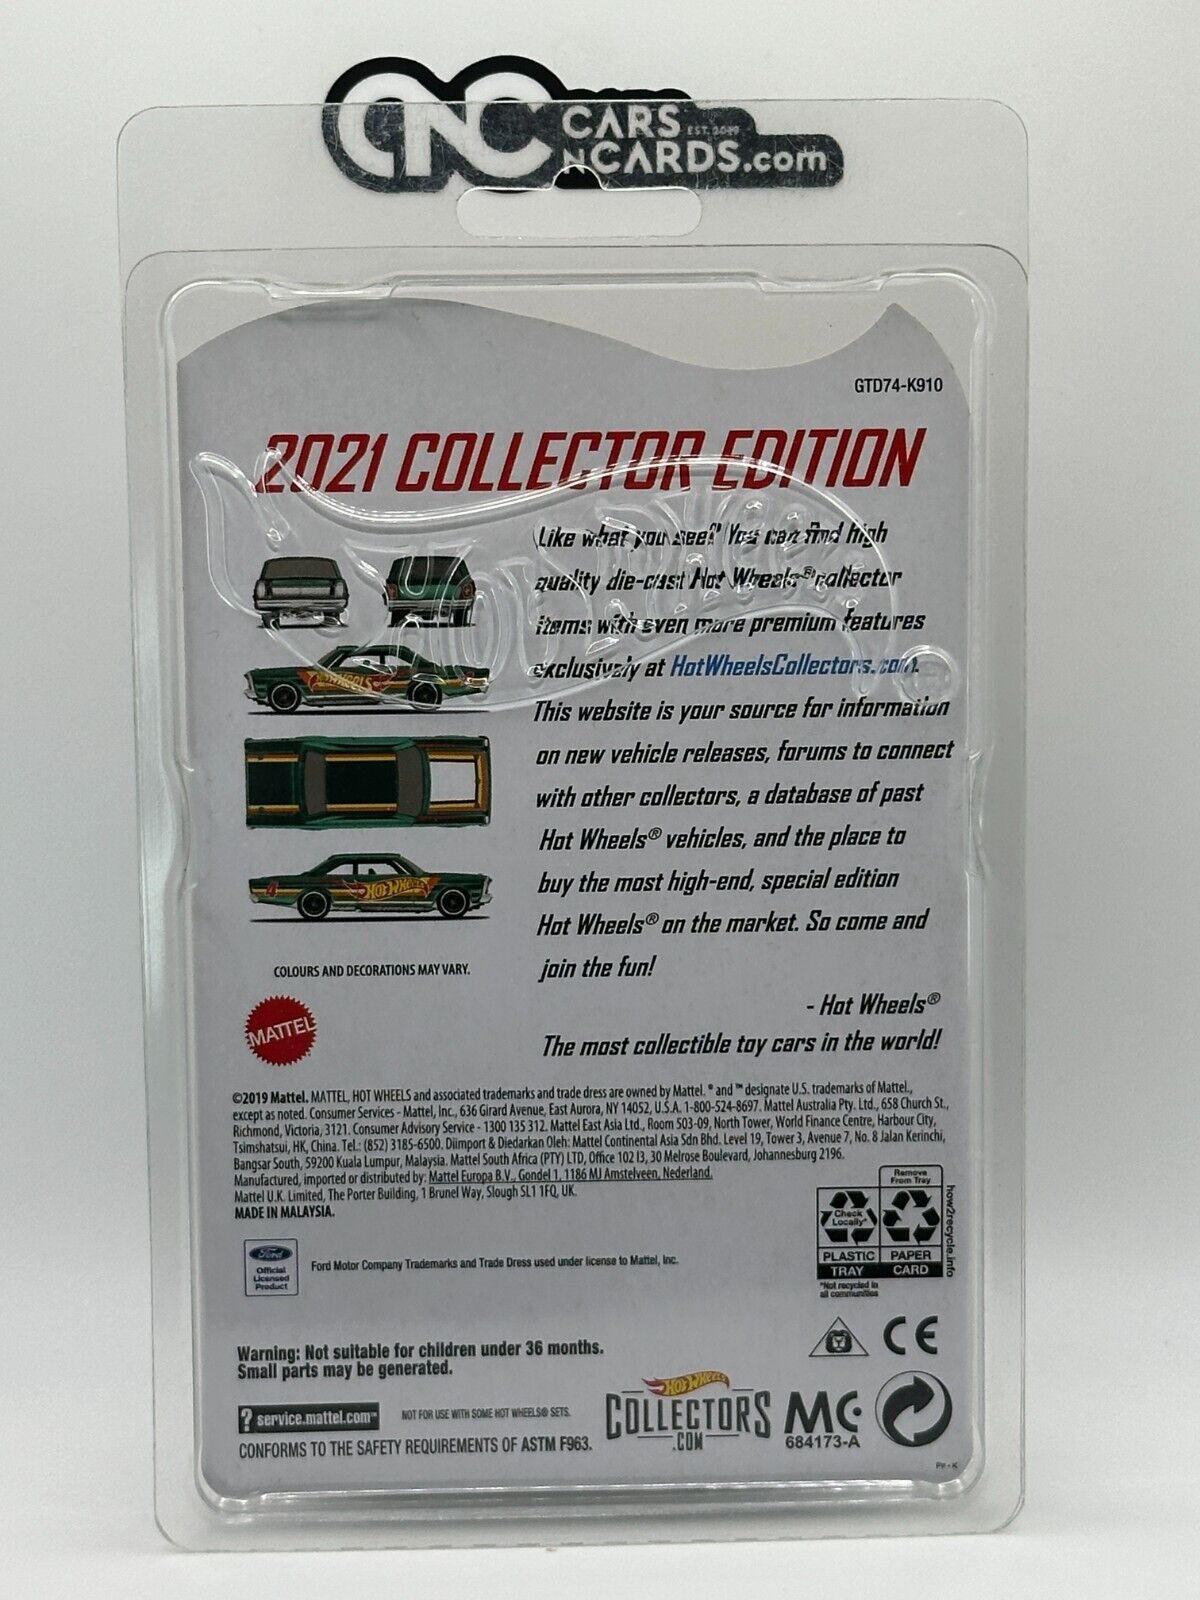 CNC CARS EST. 2019
N CARDS.com
GTD74-K910
2021 COLLECTOR EDITION
Like what you see? You can find high
quality die-cast Hot Wheels® collector
items with even more premium features
exclusively at HotWheelsCollectors.com.
This website is your source for information
on new vehicle releases, forums to connect
with other collectors, a database of past
Hot Wheels® vehicles, and the place to
buy the most high-end, special edition
Hot Wheels® on the market. So come and
join the fun!
- Hot Wheels®
The most collectible toy cars in the world!
HOT WHEELS
4 HOT WHEELS
COLOURS AND DECORATIONS MAY VARY.
MATTEL
©2019 Mattel. MATTEL, HOT WHEELS and associated trademarks and trade dress are owned by Mattel. ® and ™ designate U.S. trademarks of Mattel.,
except as noted. Consumer Services - Mattel, Inc., 636 Girard Avenue, East Aurora, NY 14052, U.S.A. 1-800-524-8697. Mattel Australia Pty. Ltd., 658 Church St.,
Richmond, Victoria, 3121. Consumer Advisory Service - 1300 135 312. Mattel East Asia Ltd., Room 503-09, North Tower, World Finance Centre, Harbour City,
Tsimshatsui, HK, China. Tel.: (852) 3185-6500. Diimport & Diedarkan Oleh: Mattel Continental Asia Sdn Bhd. Level 19, Tower 3, Avenue 7, No. 8 Jalan Kerinchi,
Bangsar South, 59200 Kuala Lumpur, Malaysia. Mattel South Africa (PTY) LTD, Office 102 I3, 30 Melrose Boulevard, Johannesburg 2196.
Manufactured, imported or distributed by: Mattel Europa B.V., Gondel 1, 1186 MJ Amstelveen, Nederland.
Mattel U.K. Limited, The Porter Building, 1 Brunel Way, Slough SL1 1FQ, UK.
MADE IN MALAYSIA.
Remove
From Tray
Check
Locally*
PLASTIC PAPER
TRAY CARD
*Not recycled in
all communities
how2recycle.info
Ford
Official
Licensed
Product
Ford Motor Company Trademarks and Trade Dress used under license to Mattel, Inc.
Warning: Not suitable for children under 36 months.
Small parts may be generated.
CE
? service.mattel.com™
NOT FOR USE WITH SOME HOT WHEELS® SETS.
CONFORMS TO THE SAFETY REQUIREMENTS OF ASTM F963.
HOT WHEELS
COLLECTORS
.COM
MC
684173-A